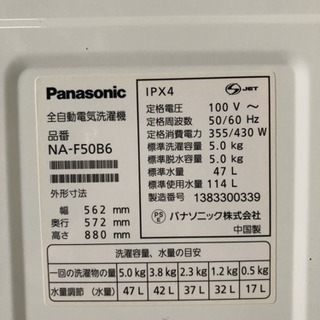 Panasonic
全自動電気洗濯機
品番
NA-F50B6
外形寸法
幅 562 mm
奥行 572 mm
高さ 880 mm
IPX4 S JET
定格電圧 100 V ～
定格周波数 50/60 Hz
定格消費電力 355/430 W
標準洗濯容量 5.0 kg
標準脱水容量 5.0 kg
標準水量 47 L
標準使用水量 114 L
製造番号 1383300339
PS E パナソニック株式会社
中国製
洗濯容量、水量の目安
一回の洗濯物の量 5.0 kg 3.8 kg 2.3 kg 1.2 kg 0.5 kg
水量調節 (水量) 47 L 42 L 37 L 32 L 17 L